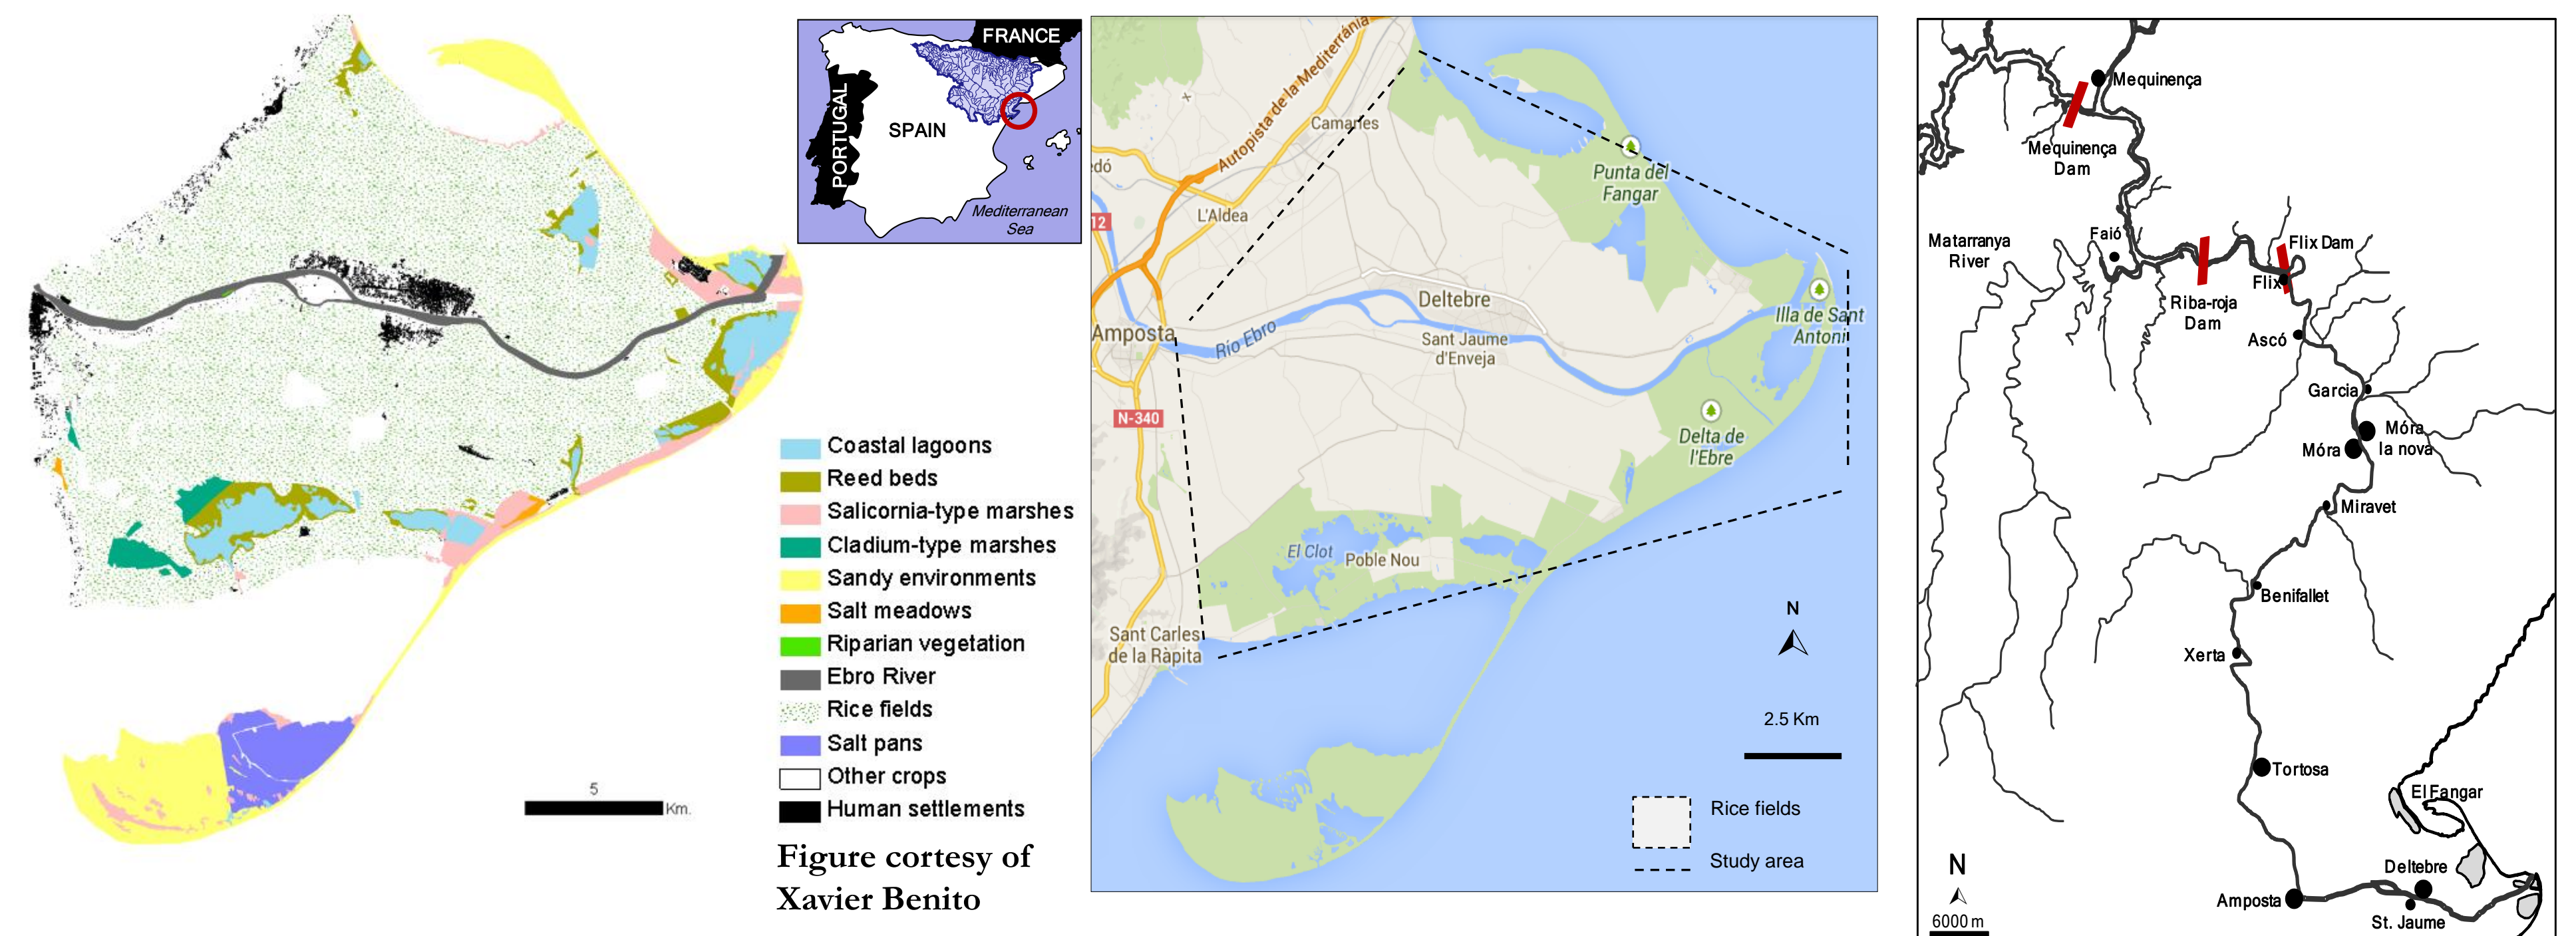 Coastal lagoons
Reed beds
Salicornia-type marshes
Cladium-type marshes
Sandy environments
Salt meadows
Riparian vegetation
Ebro River
Rice fields
Salt pans
Other crops
Human settlements
5
Km.
Figure cortesy of
Xavier Benito
FRANCE
PORTUGAL
SPAIN
Mediterranean
Sea
Autopista de la Mediterránia
Camarles
edó
L'Aldea
12
Punta del
Fangar
Deltebre
Illa de Sant
Antoni
Amposta
Río Ebro
Sant Jaume
d'Enveja
N-340
Delta de
l'Ebre
El Clot
Poble Nou
Sant Carles
de la Ràpita
N
2.5 Km
Rice fields
Study area
Mequinença
Mequinença
Dam
Faió
Matarranya
River
Flix Dam
Flix
Riba-roja
Dam
Ascó
Garcia
Móra
la nova
Móra
Miravet
Benifallet
Xerta
Tortosa
El Fangar
N
6000 m
Deltebre
Amposta
St. Jaume